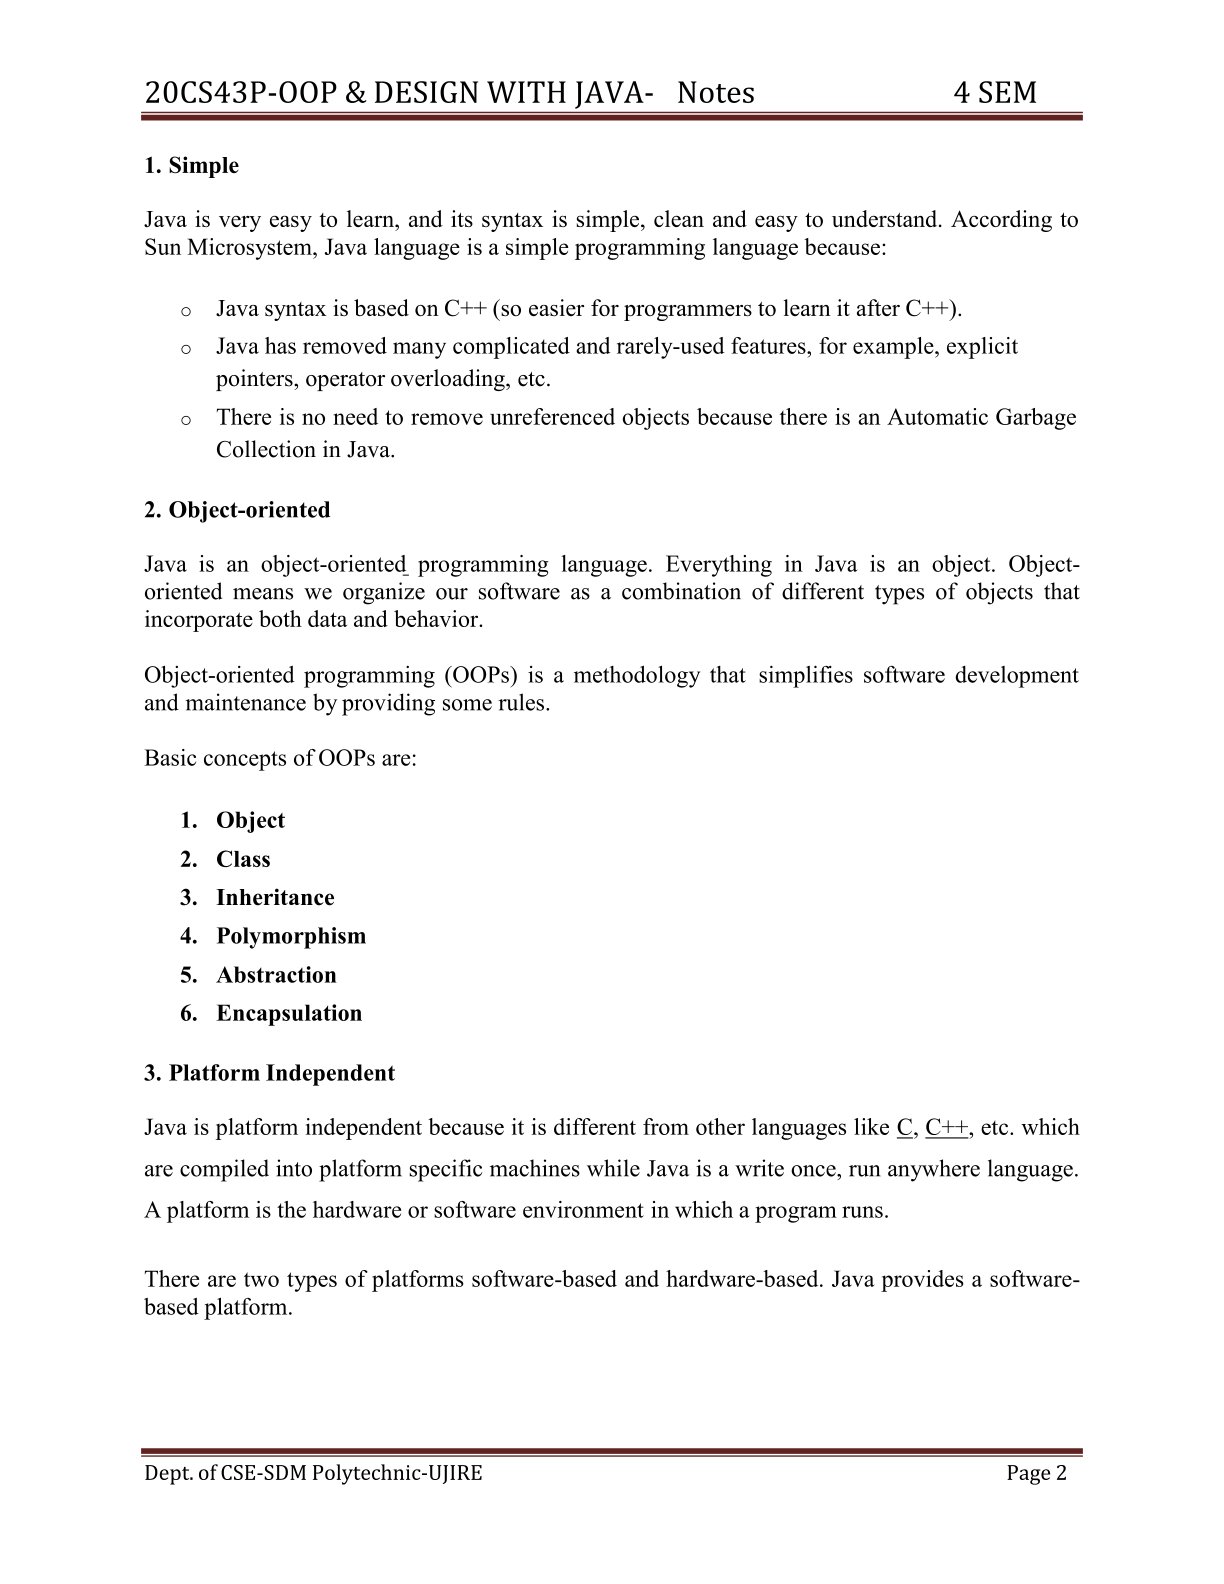 20CS43P-OOP & DESIGN WITH JAVA- Notes 4 SEM
1. Simple
Java is very easy to learn, and its syntax is simple, clean and easy to understand. According to
Sun Microsystem, Java language is a simple programming language because:
o Java syntax is based on C++ (so easier for programmers to learn it after C++).
o Java has removed many complicated and rarely-used features, for example, explicit
pointers, operator overloading, etc.
o There is no need to remove unreferenced objects because there is an Automatic Garbage
Collection in Java.
2. Object-oriented
Java is an object-oriented programming language. Everything in Java is an object. Object-
oriented means we organize our software as a combination of different types of objects that
incorporate both data and behavior.
Object-oriented programming (OOPs) is a methodology that simplifies software development
and maintenance by providing some rules.
Basic concepts of OOPs are:
1. Object
2. Class
3. Inheritance
4. Polymorphism
5. Abstraction
6. Encapsulation
3. Platform Independent
Java is platform independent because it is different from other languages like C, C++, etc. which
are compiled into platform specific machines while Java is a write once, run anywhere language.
A platform is the hardware or software environment in which a program runs.
There are two types of platforms software-based and hardware-based. Java provides a software-
based platform.
Dept. of CSE-SDM Polytechnic-UJIRE Page 2